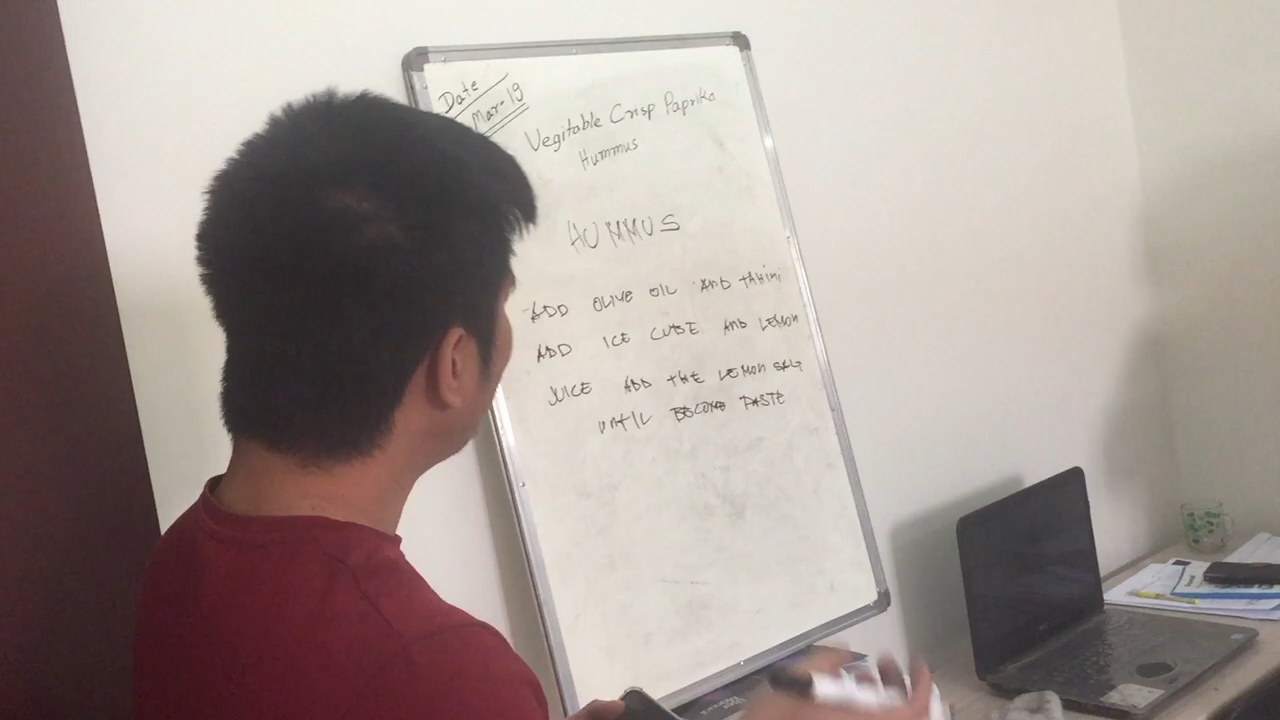 Date
Mar-19
Vegitable Crisp Paprika
Hummus
HUMMUS
ADD OLIVE OIL AND tAHini
ADD ICE CUBE AND LEMON
JUICE ADD tHE LEMON SALT
UNtIL BECOME PASTE